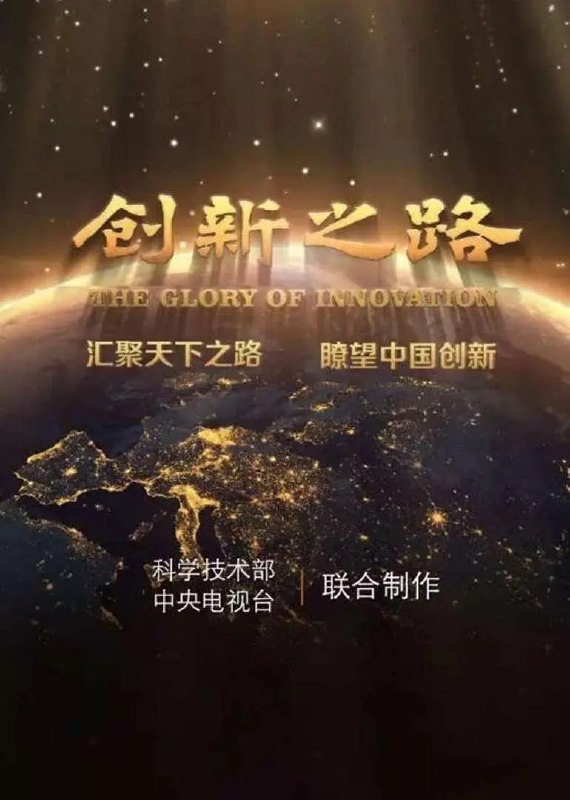 创新之路
THE GLORY OF INNOVATION
汇聚天下之路 瞭望中国创新
科学技术部
中央电视台
联合制作